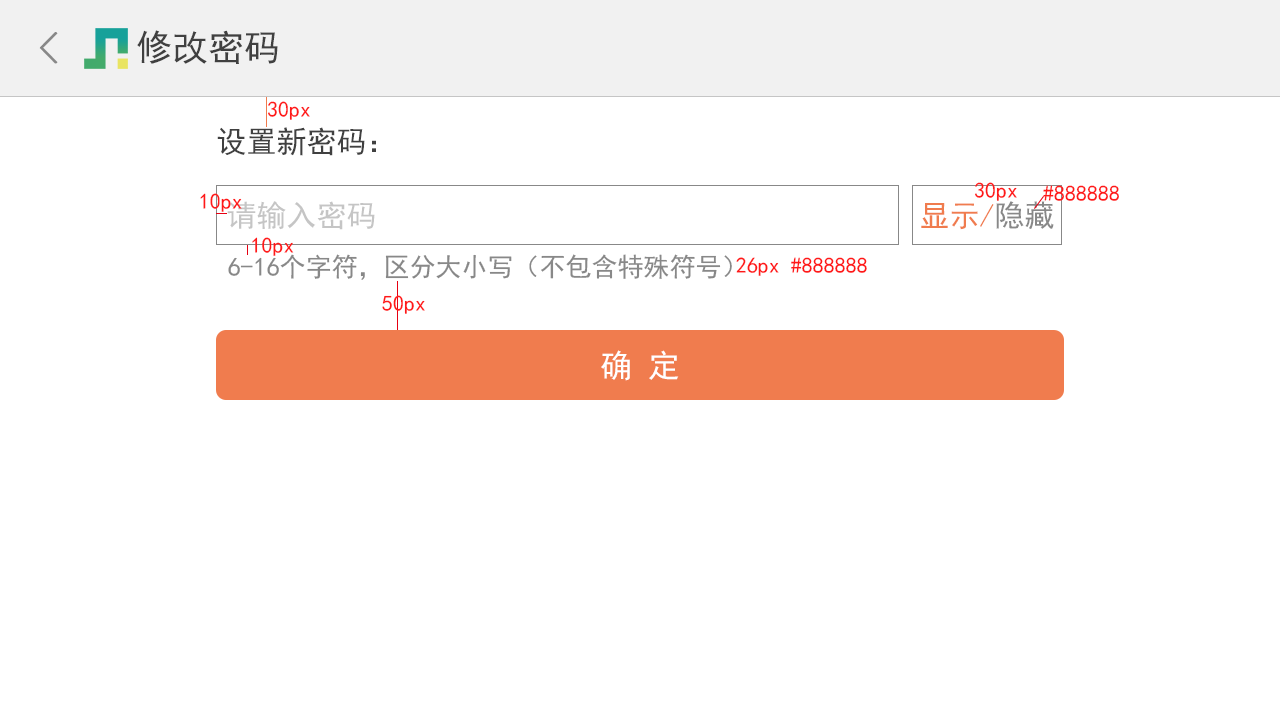 修改密码
30px
设置新密码：
10px
请输入密码
30px
#888888
显示/隐藏
10px
6-16个字符，区分大小写（不包含特殊符号）
26px #888888
50px
确 定